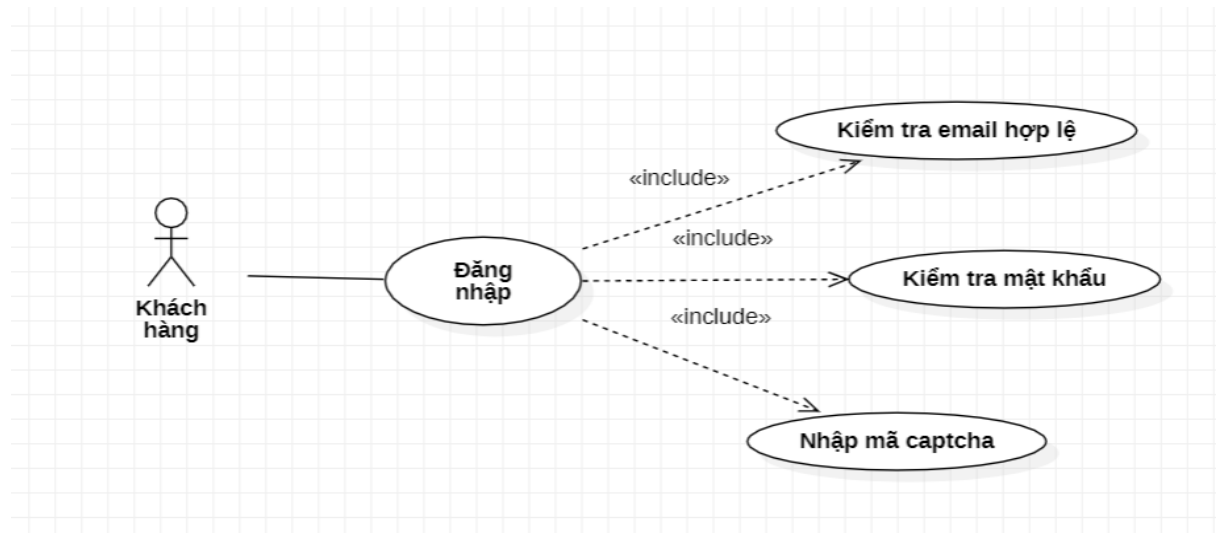 Kiểm tra email hợp lệ
«include»
«include»
Đăng
nhập
Kiểm tra mật khẩu
Khách
hàng
«include»
Nhập mã captcha